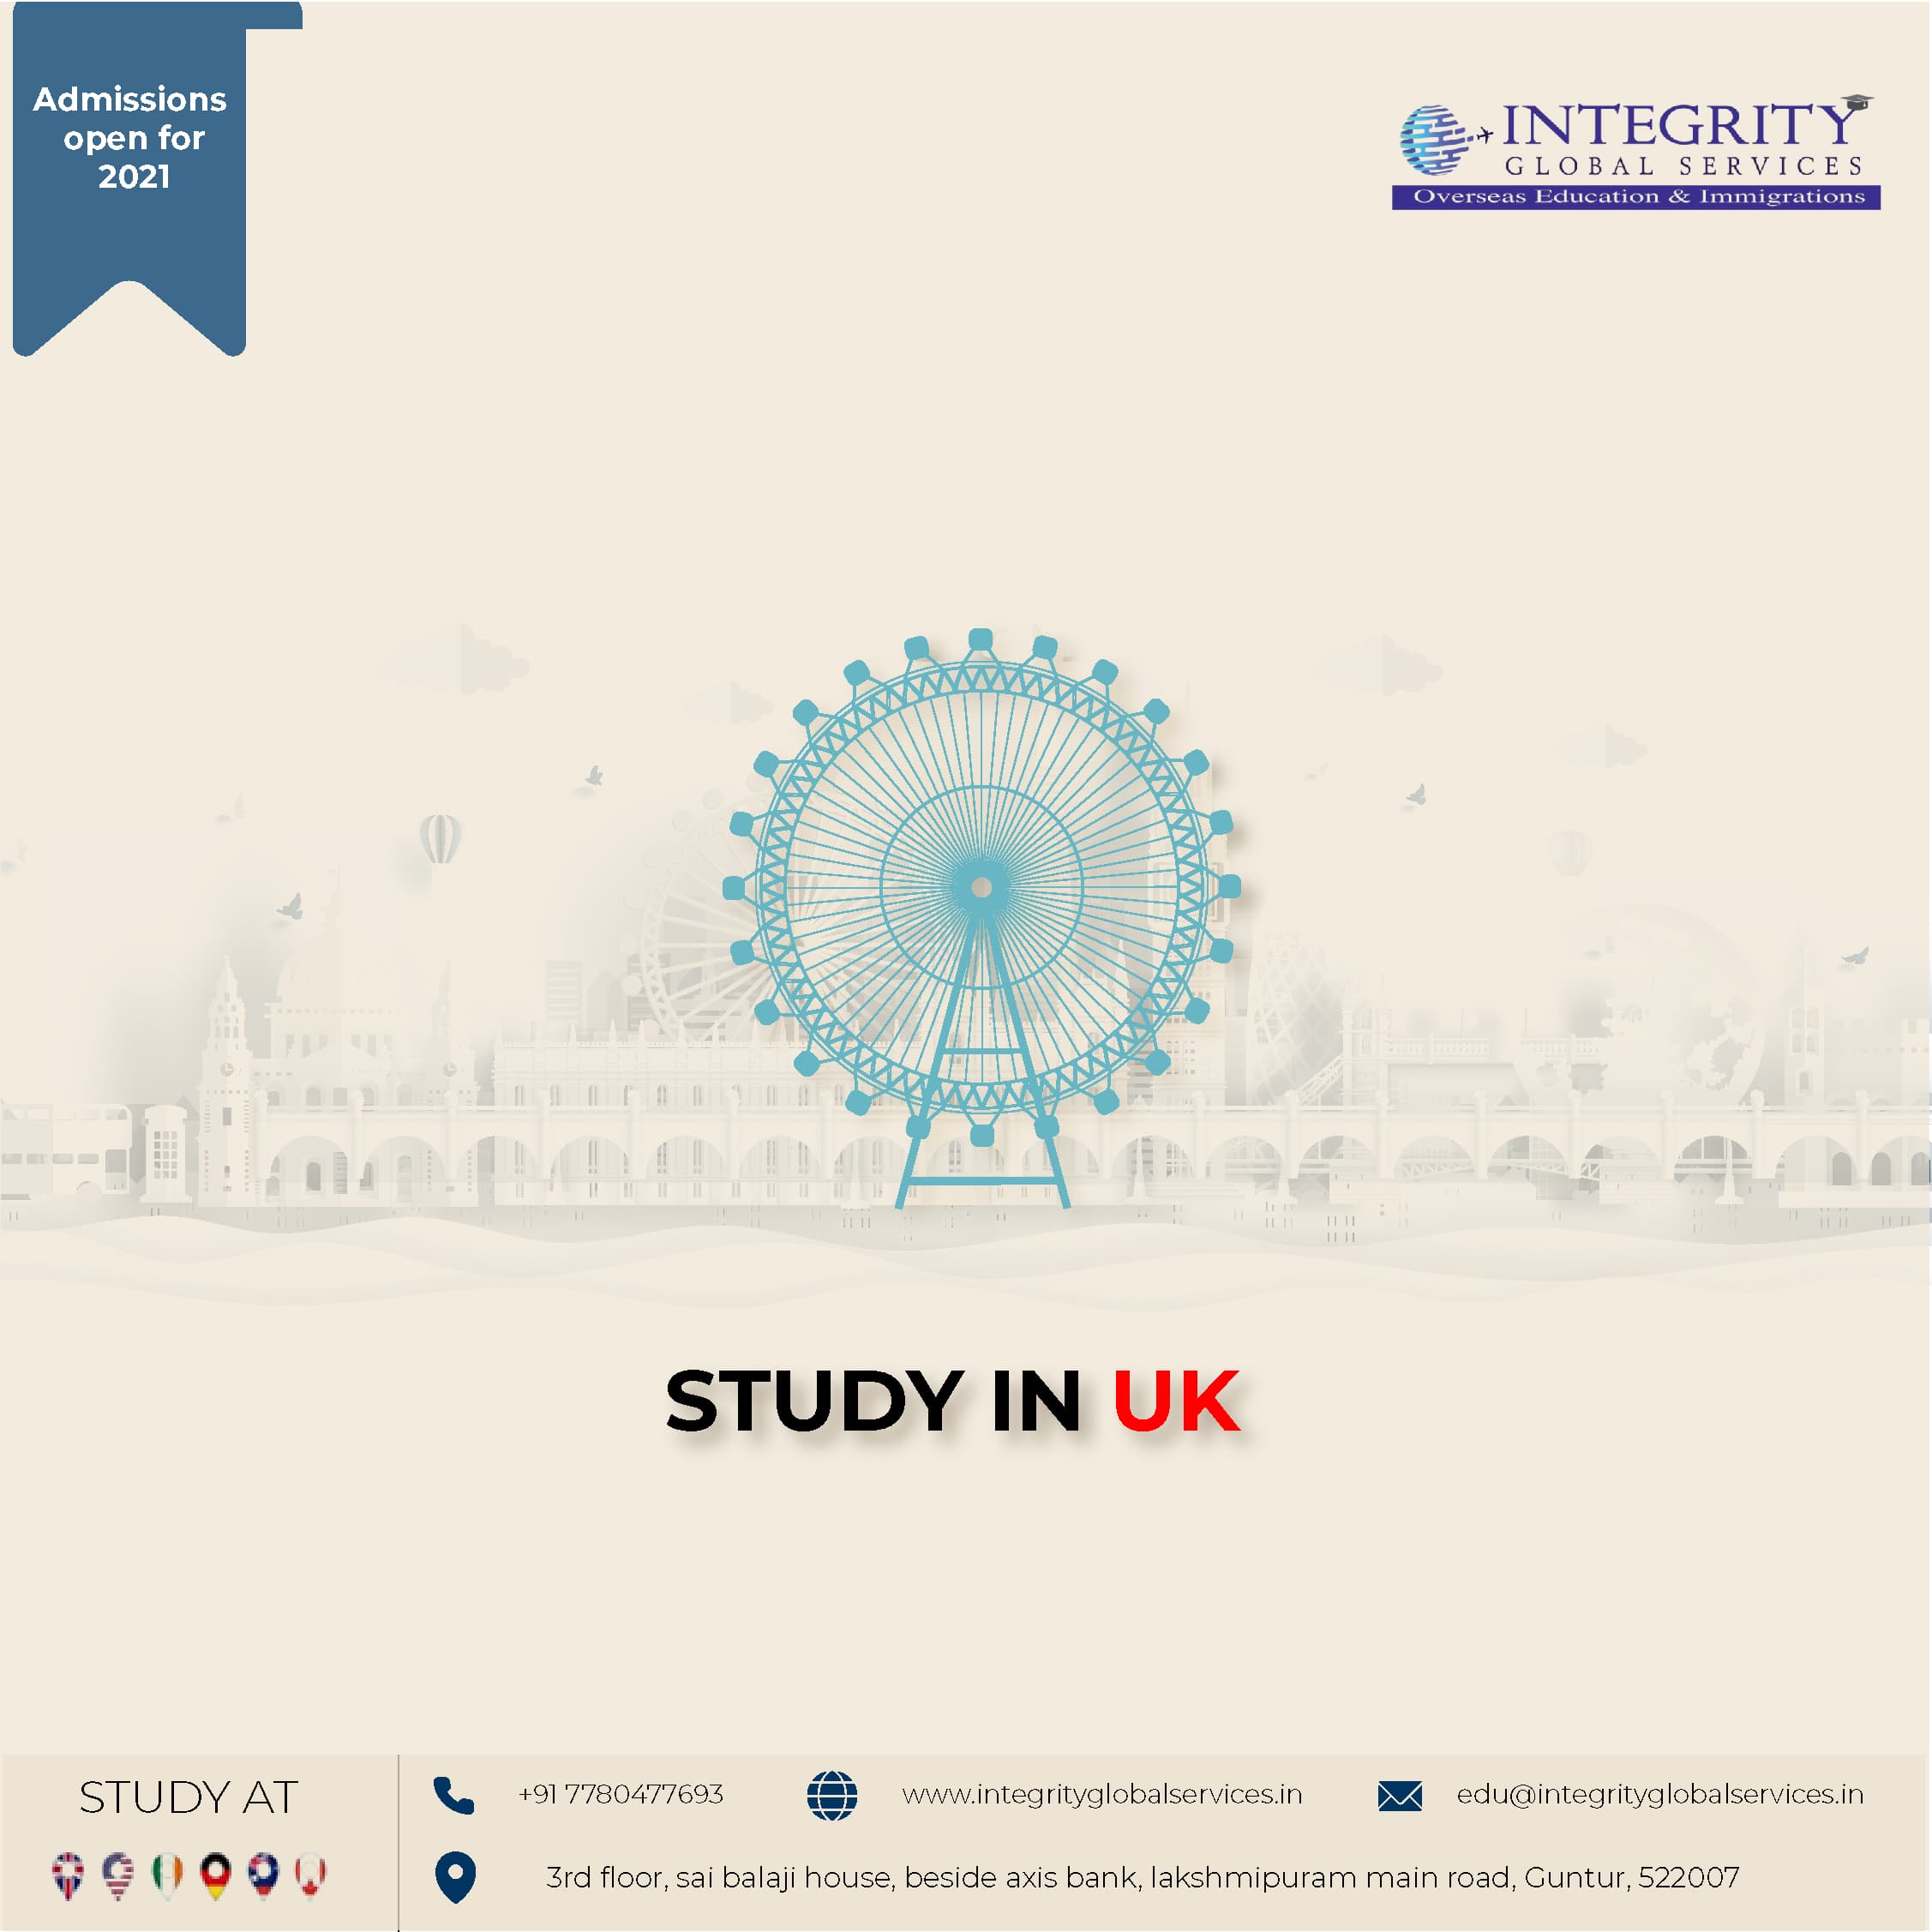 Admissions
open for
2021
INTEGRITY
GLOBAL SERVICES
Overseas Education & Immigrations
STUDY IN UK
STUDY AT
+91 7780477693
www.integrityglobalservices.in
edu@integrityglobalservices.in
3rd floor, sai balaji house, beside axis bank, lakshmipuram main road, Guntur, 522007